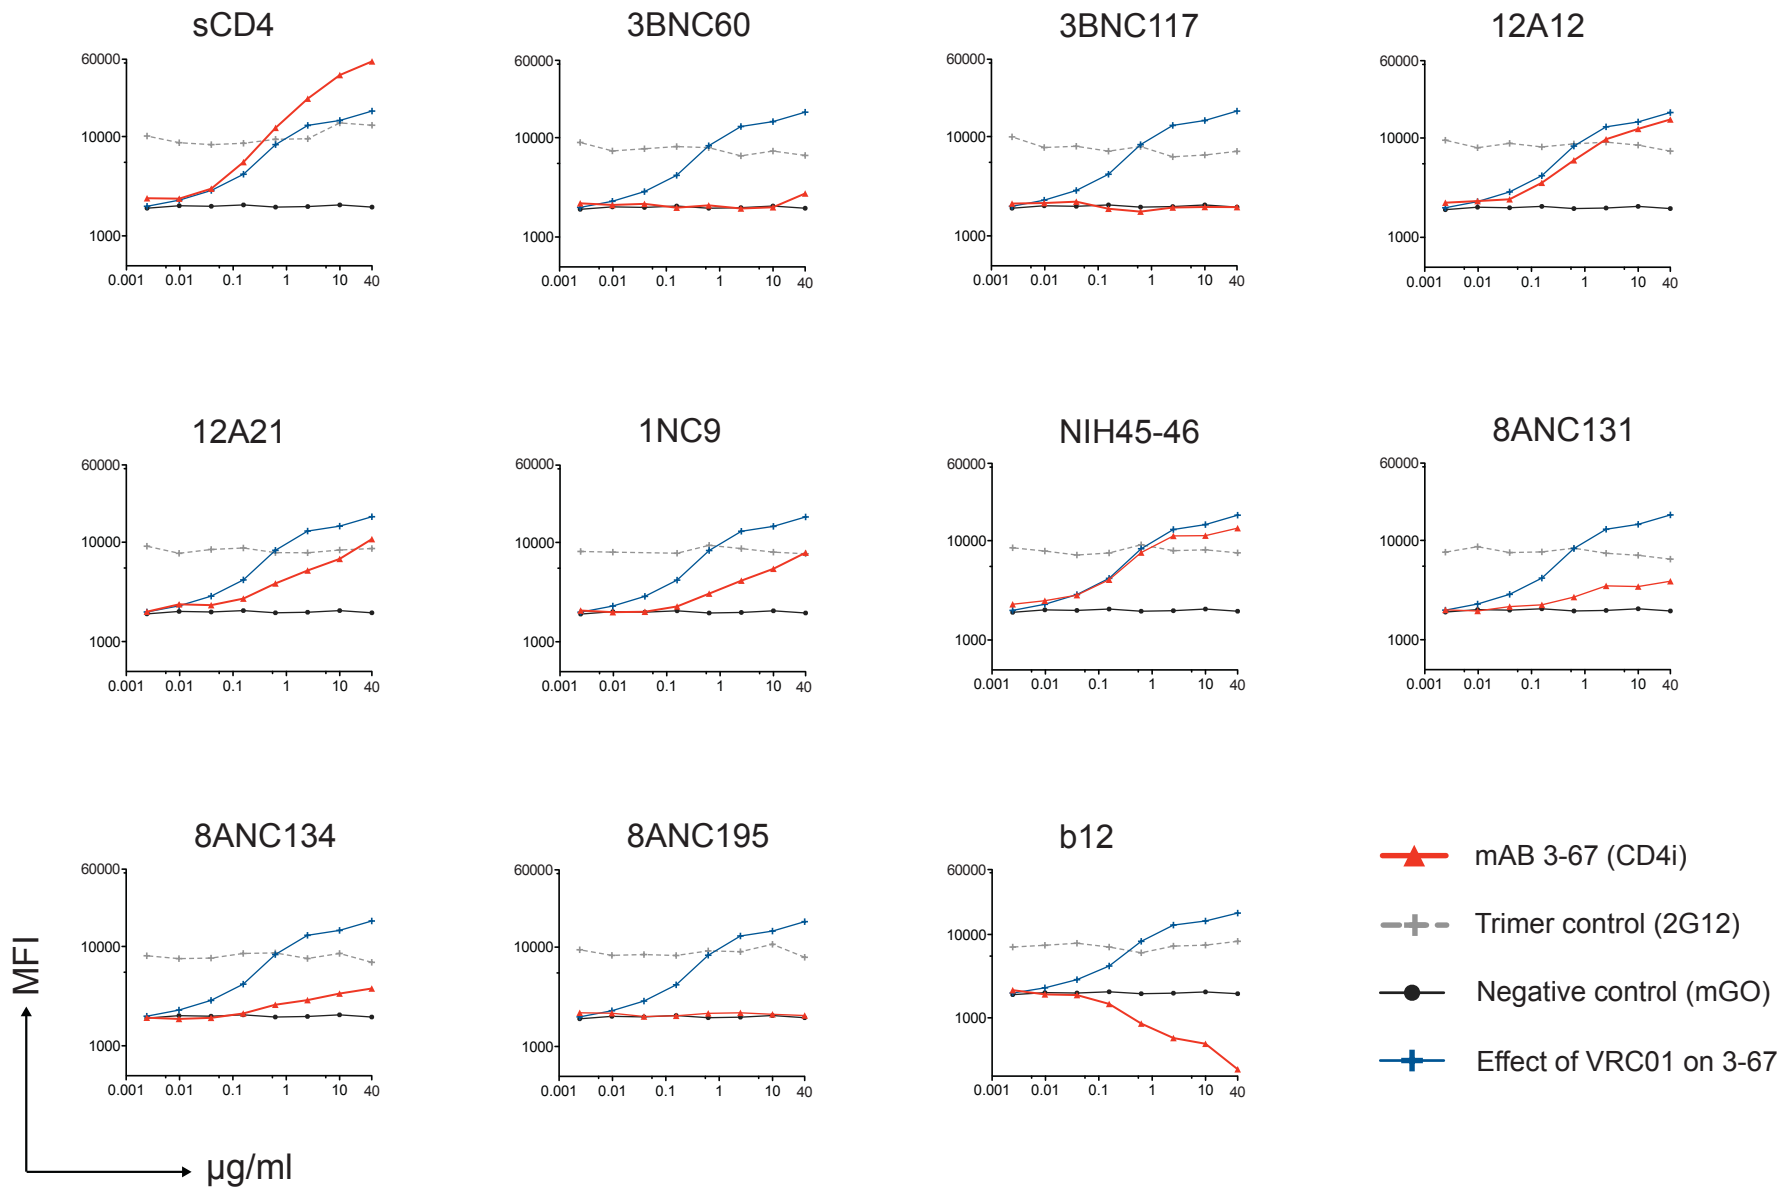 sCD4 3BNC60 3BNC117 12A12
60000 60000 60000 60000
10000 10000 10000 10000
1000 1000 1000 1000
0.001 0.01 0.1 1 10 40 0.001 0.01 0.1 1 10 40 0.001 0.01 0.1 1 10 40 0.001 0.01 0.1 1 10 40
12A21 1NC9 NIH45-46 8ANC131
60000 60000 60000 60000
10000 10000 10000 10000
1000 1000 1000 1000
0.001 0.01 0.1 1 10 40 0.001 0.01 0.1 1 10 40 0.001 0.01 0.1 1 10 40 0.001 0.01 0.1 1 10 40
8ANC134 8ANC195 b12
60000 60000 60000
10000 10000 10000
1000 1000 1000
0.001 0.01 0.1 1 10 40 0.001 0.01 0.1 1 10 40 0.001 0.01 0.1 1 10 40
mAB 3-67 (CD4i)
Trimer control (2G12)
Negative control (mGO)
Effect of VRC01 on 3-67
MFI
µg/ml